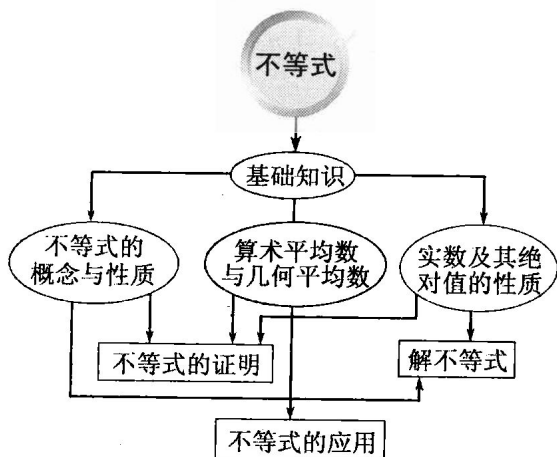 不等式
基础知识
不等式的
概念与性质
算术平均数
与几何平均数
实数及其绝
对值的性质
不等式的证明
解不等式
不等式的应用